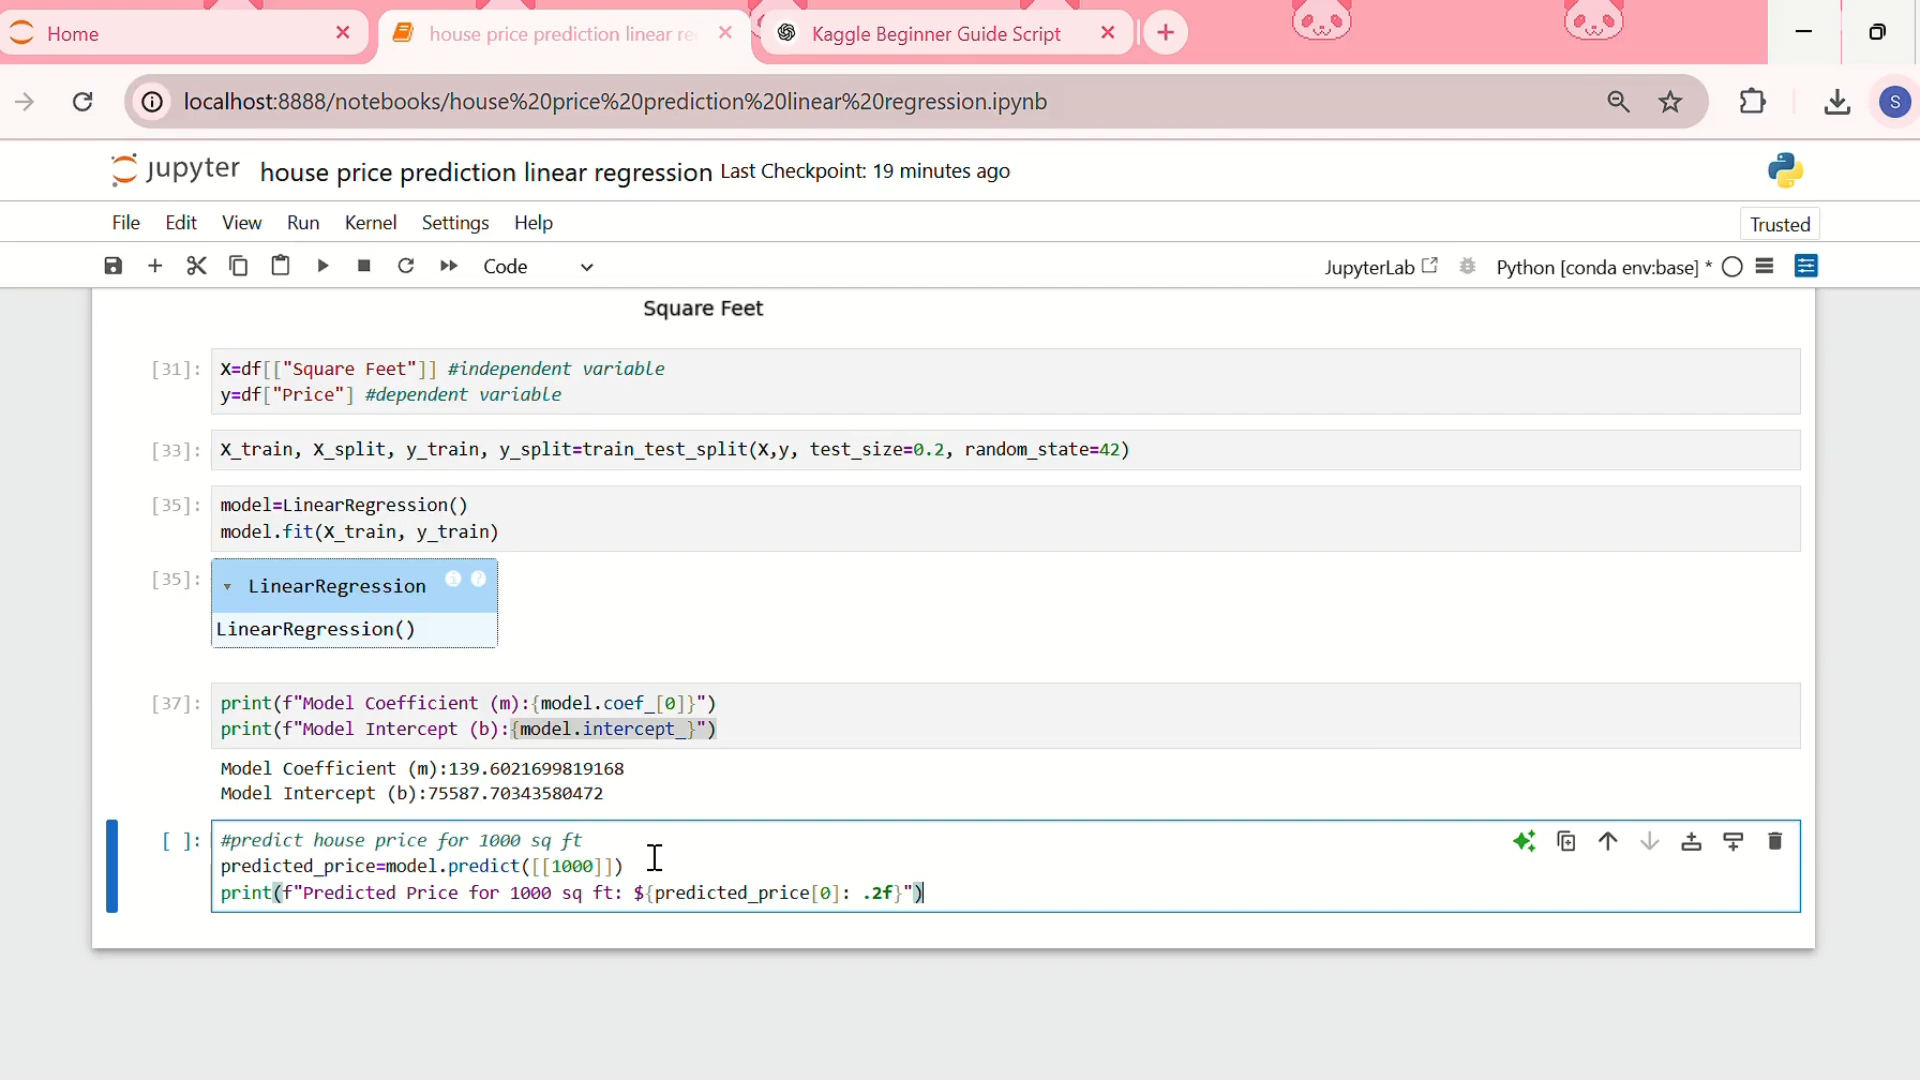 Home
house price prediction linear re
Kaggle Beginner Guide Script
localhost:8888/notebooks/house%20price%20prediction%20linear%20regression.ipynb
S
jupyter house price prediction linear regression Last Checkpoint: 19 minutes ago
File Edit View Run Kernel Settings Help
Trusted
Code
JupyterLab
Python [conda env:base] *
Square Feet
[31]: X=df[["Square Feet"]] #independent variable
y=df["Price"] #dependent variable
[33]: X_train, X_split, y_train, y_split=train_test_split(X,y, test_size=0.2, random_state=42)
[35]: model=LinearRegression()
model.fit(X_train, y_train)
[35]: LinearRegression i ?
LinearRegression()
[37]: print(f"Model Coefficient (m):{model.coef_[0]}")
print(f"Model Intercept (b):{model.intercept_}")
Model Coefficient (m):139.6021699819168
Model Intercept (b):75587.70343580472
[ ]: #predict house price for 1000 sq ft
predicted_price=model.predict([[1000]])
print(f"Predicted Price for 1000 sq ft: ${predicted_price[0]: .2f}")